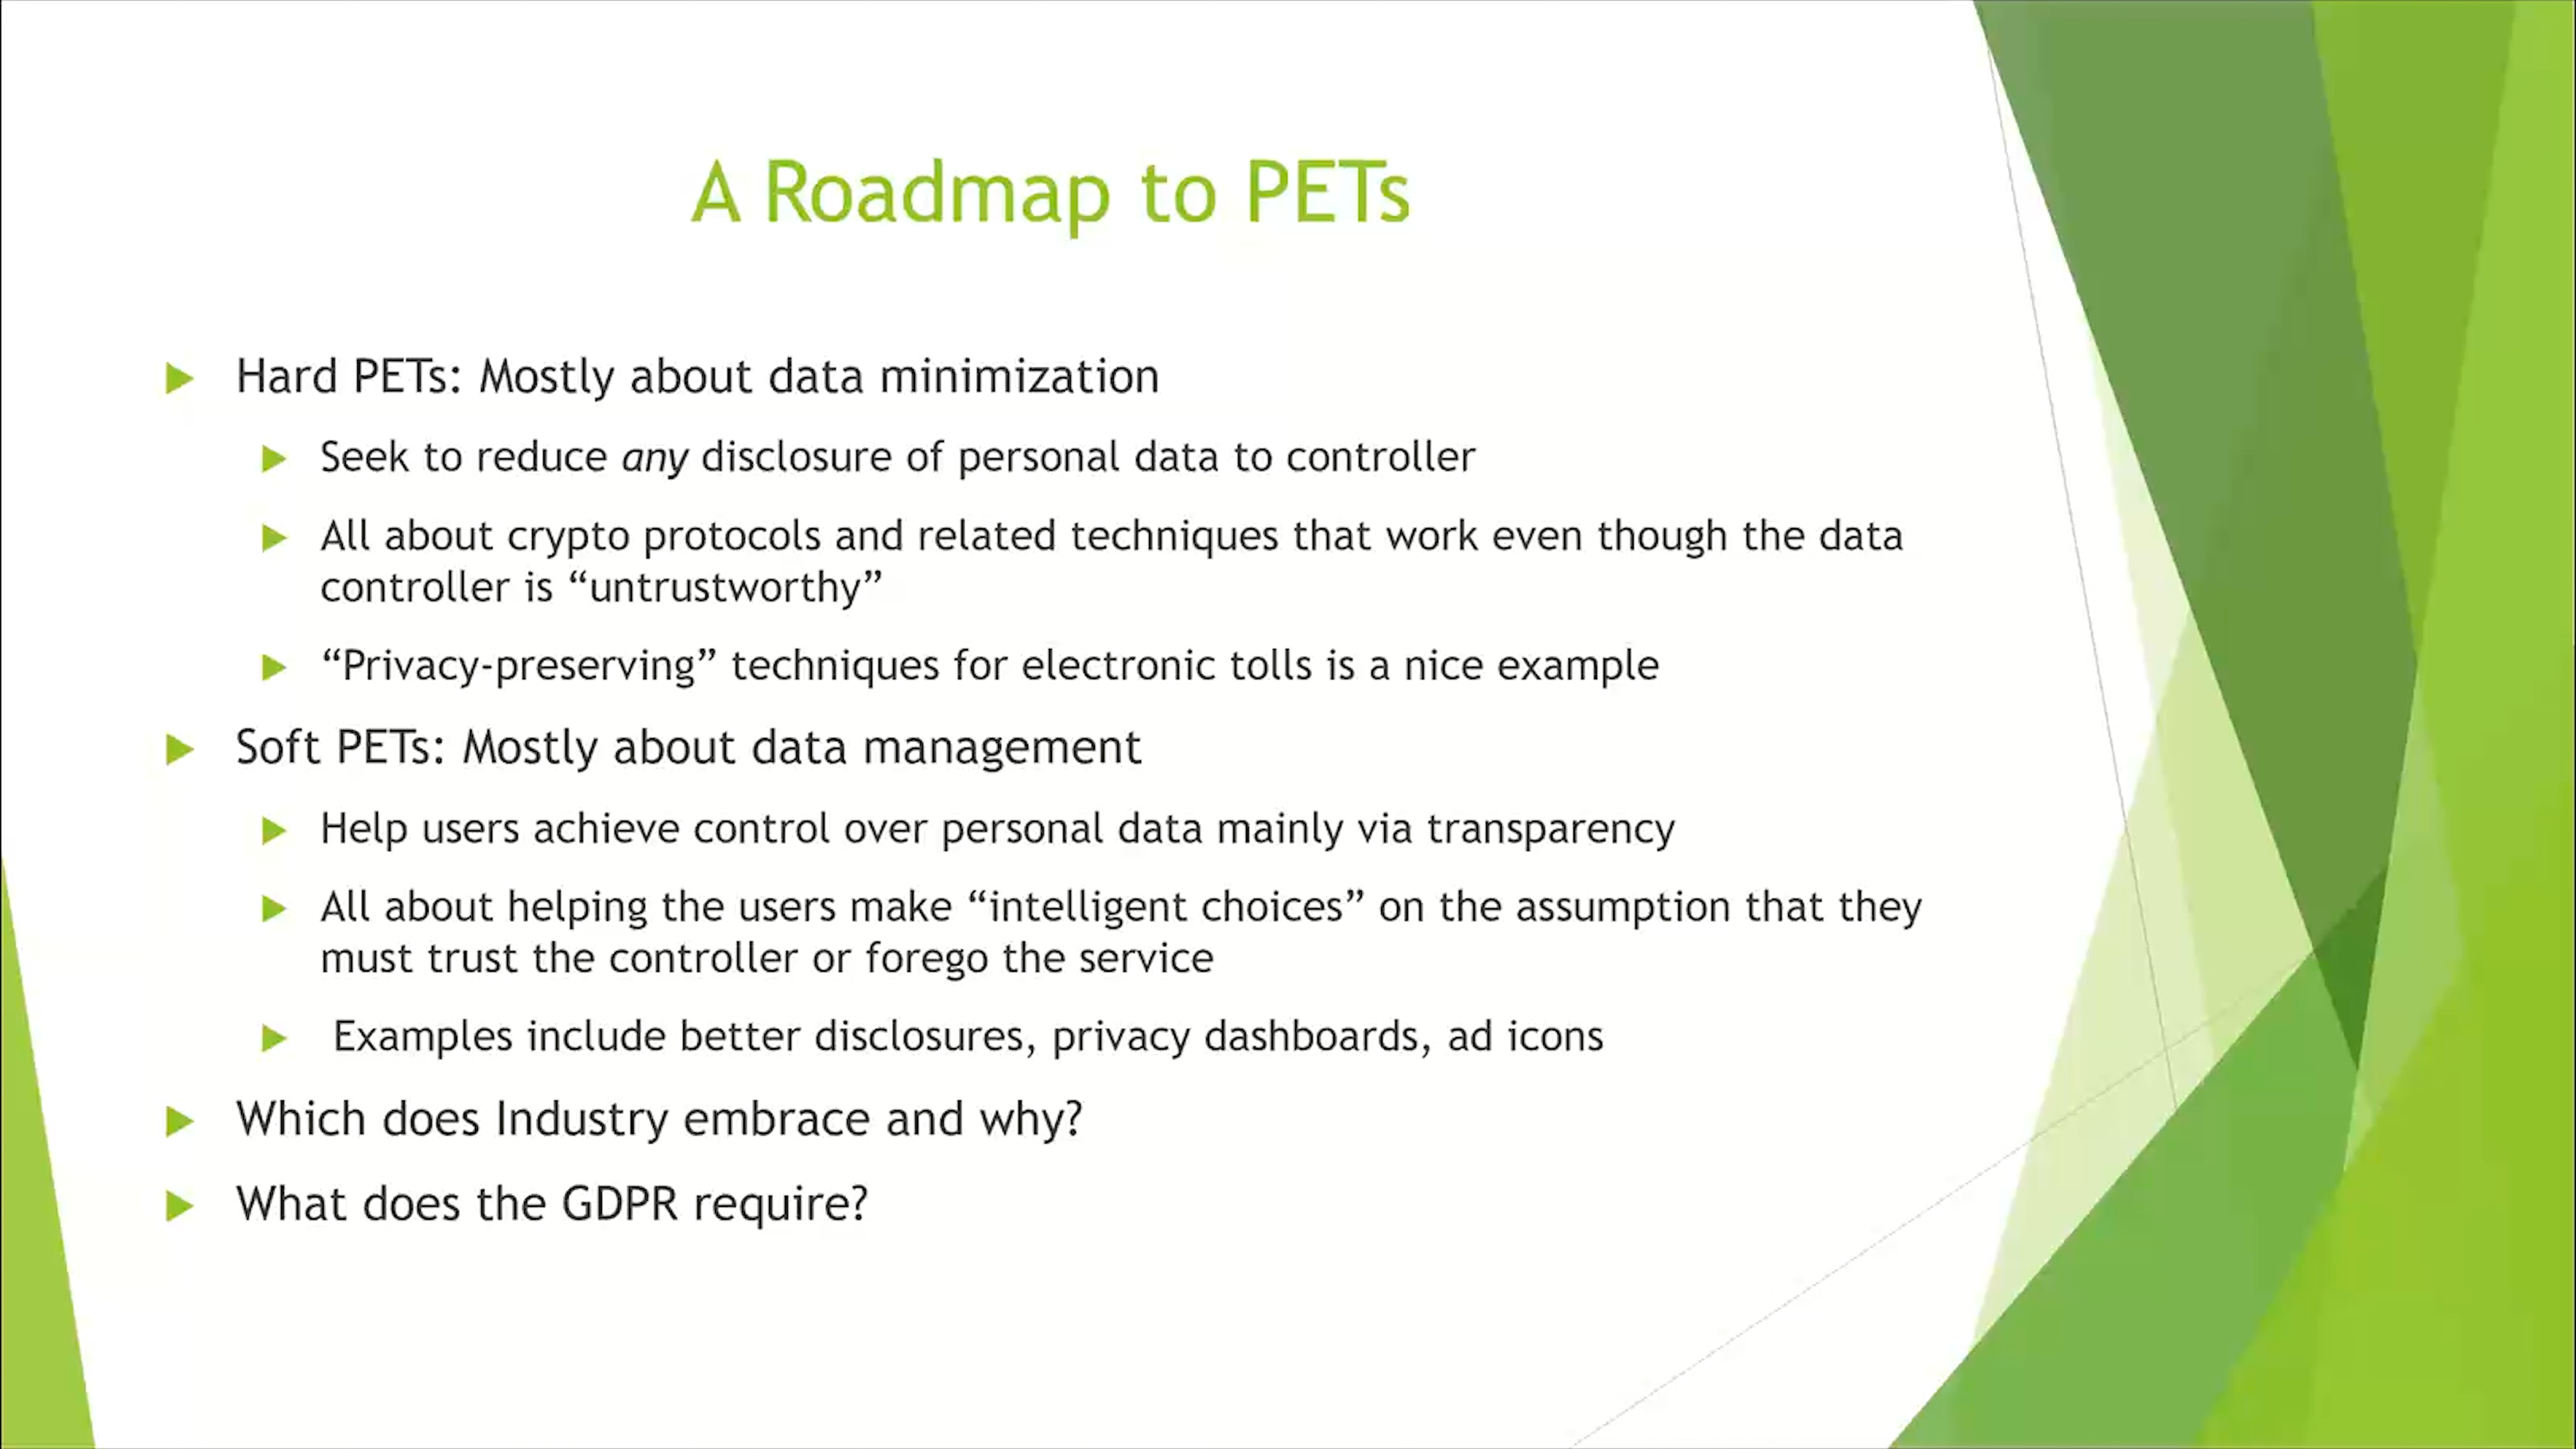 A Roadmap to PETs
Hard PETs: Mostly about data minimization
Seek to reduce any disclosure of personal data to controller
All about crypto protocols and related techniques that work even though the data
controller is “untrustworthy”
“Privacy-preserving” techniques for electronic tolls is a nice example
Soft PETs: Mostly about data management
Help users achieve control over personal data mainly via transparency
All about helping the users make “intelligent choices” on the assumption that they
must trust the controller or forego the service
Examples include better disclosures, privacy dashboards, ad icons
Which does Industry embrace and why?
What does the GDPR require?